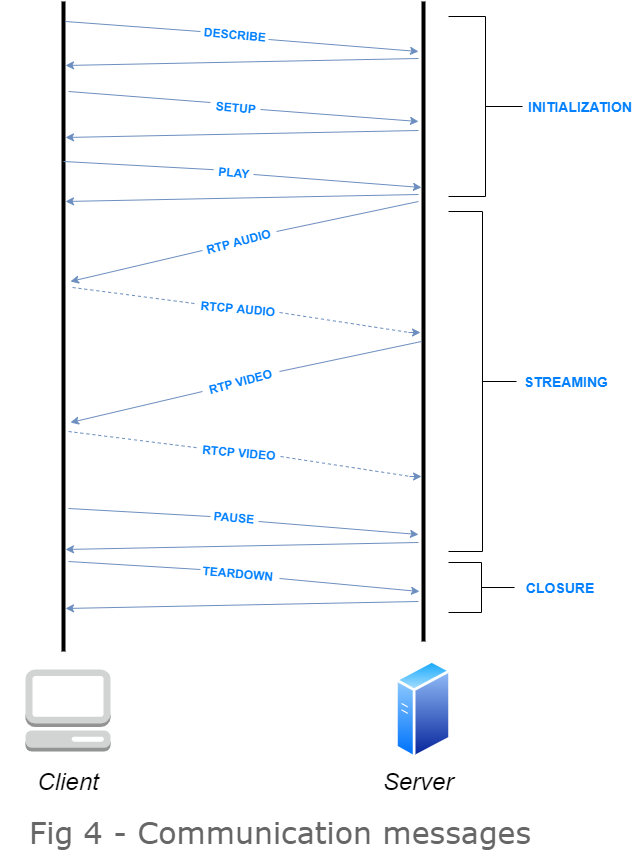 DESCRIBE
SETUP
INITIALIZATION
PLAY
RTP AUDIO
RTCP AUDIO
RTP VIDEO
STREAMING
RTCP VIDEO
PAUSE
TEARDOWN
CLOSURE
Client
Server
Fig 4 - Communication messages